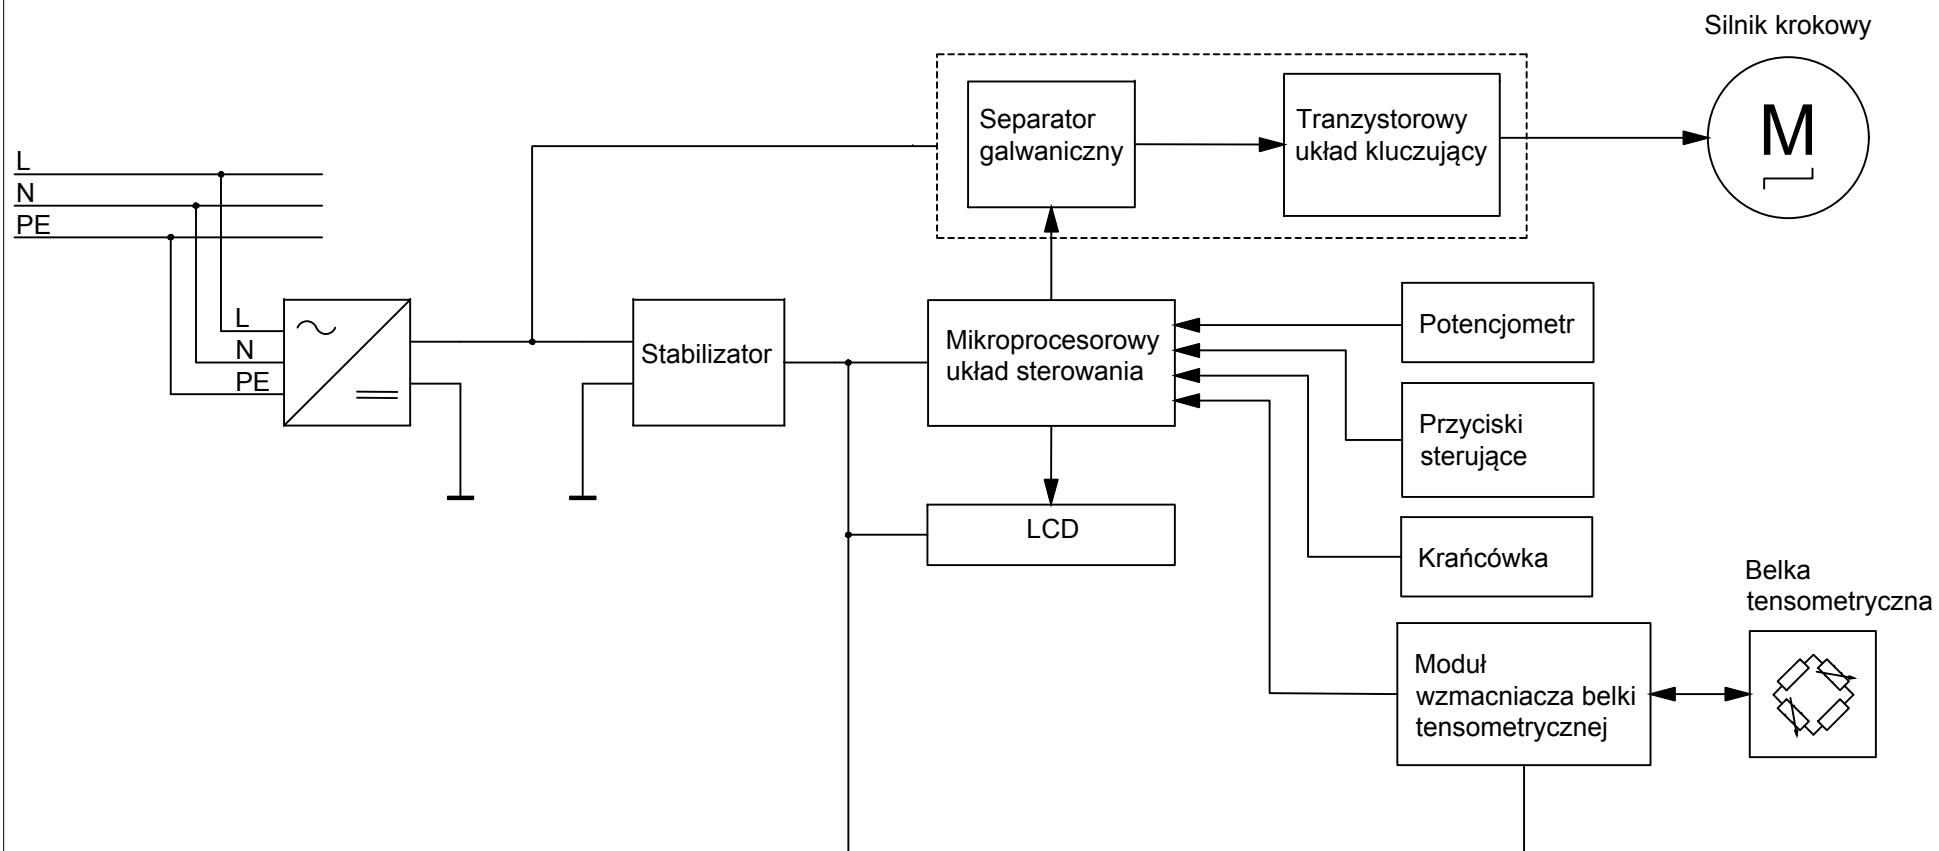 Silnik krokowy
Separator
galwaniczny
Tranzystorowy
układ kluczujący
M
L
N
PE
L
N
PE
Stabilizator
Mikroprocesorowy
układ sterowania
Potencjometr
Przyciski
sterujące
LCD
Krańcówka
Belka
tensometryczna
Moduł
wzmacniacza belki
tensometrycznej